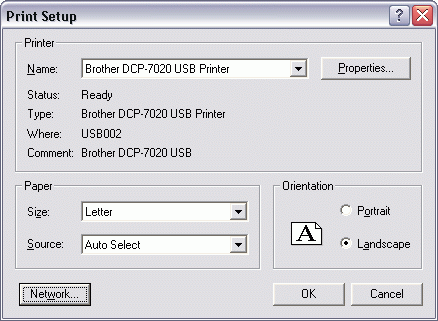 Print Setup
Printer
Name: Brother DCP-7020 USB Printer Properties...
Status: Ready
Type: Brother DCP-7020 USB Printer
Where: USB002
Comment: Brother DCP-7020 USB
Paper
Size: Letter
Source: Auto Select
Orientation
A
Portrait
Landscape
Network... OK Cancel